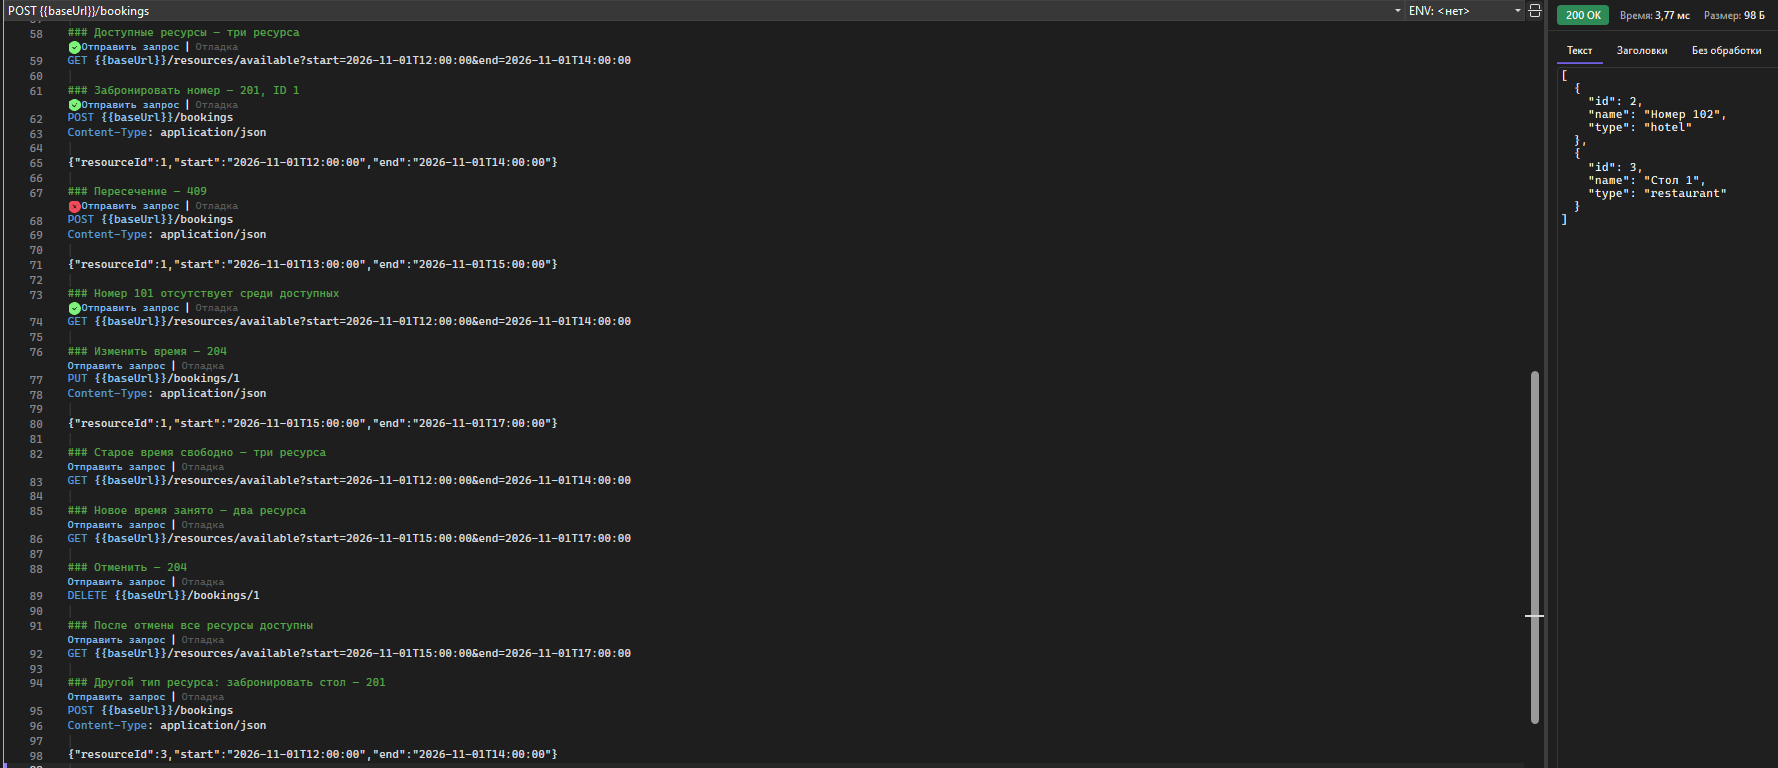 POST {{baseUrl}}/bookings
ENV: <нет>
58 ### Доступные ресурсы — три ресурса
Отправить запрос | Отладка
59 GET {{baseUrl}}/resources/available?start=2026-11-01T12:00:00&end=2026-11-01T14:00:00
60
61 ### Забронировать номер — 201, ID 1
Отправить запрос | Отладка
62 POST {{baseUrl}}/bookings
63 Content-Type: application/json
64
65 {"resourceId":1,"start":"2026-11-01T12:00:00","end":"2026-11-01T14:00:00"}
66
67 ### Пересечение — 409
Отправить запрос | Отладка
68 POST {{baseUrl}}/bookings
69 Content-Type: application/json
70
71 {"resourceId":1,"start":"2026-11-01T13:00:00","end":"2026-11-01T15:00:00"}
72
73 ### Номер 101 отсутствует среди доступных
Отправить запрос | Отладка
74 GET {{baseUrl}}/resources/available?start=2026-11-01T12:00:00&end=2026-11-01T14:00:00
75
76 ### Изменить время — 204
Отправить запрос | Отладка
77 PUT {{baseUrl}}/bookings/1
78 Content-Type: application/json
79
80 {"resourceId":1,"start":"2026-11-01T15:00:00","end":"2026-11-01T17:00:00"}
81
82 ### Старое время свободно — три ресурса
Отправить запрос | Отладка
83 GET {{baseUrl}}/resources/available?start=2026-11-01T12:00:00&end=2026-11-01T14:00:00
84
85 ### Новое время занято — два ресурса
Отправить запрос | Отладка
86 GET {{baseUrl}}/resources/available?start=2026-11-01T15:00:00&end=2026-11-01T17:00:00
87
88 ### Отменить — 204
Отправить запрос | Отладка
89 DELETE {{baseUrl}}/bookings/1
90
91 ### После отмены все ресурсы доступны
Отправить запрос | Отладка
92 GET {{baseUrl}}/resources/available?start=2026-11-01T15:00:00&end=2026-11-01T17:00:00
93
94 ### Другой тип ресурса: забронировать стол — 201
Отправить запрос | Отладка
95 POST {{baseUrl}}/bookings
96 Content-Type: application/json
97
98 {"resourceId":3,"start":"2026-11-01T12:00:00","end":"2026-11-01T14:00:00"}
200 OK Время: 3,77 мс Размер: 98 Б
Текст Заголовки Без обработки
[
{
"id": 2,
"name": "Номер 102",
"type": "hotel"
},
{
"id": 3,
"name": "Стол 1",
"type": "restaurant"
}
]